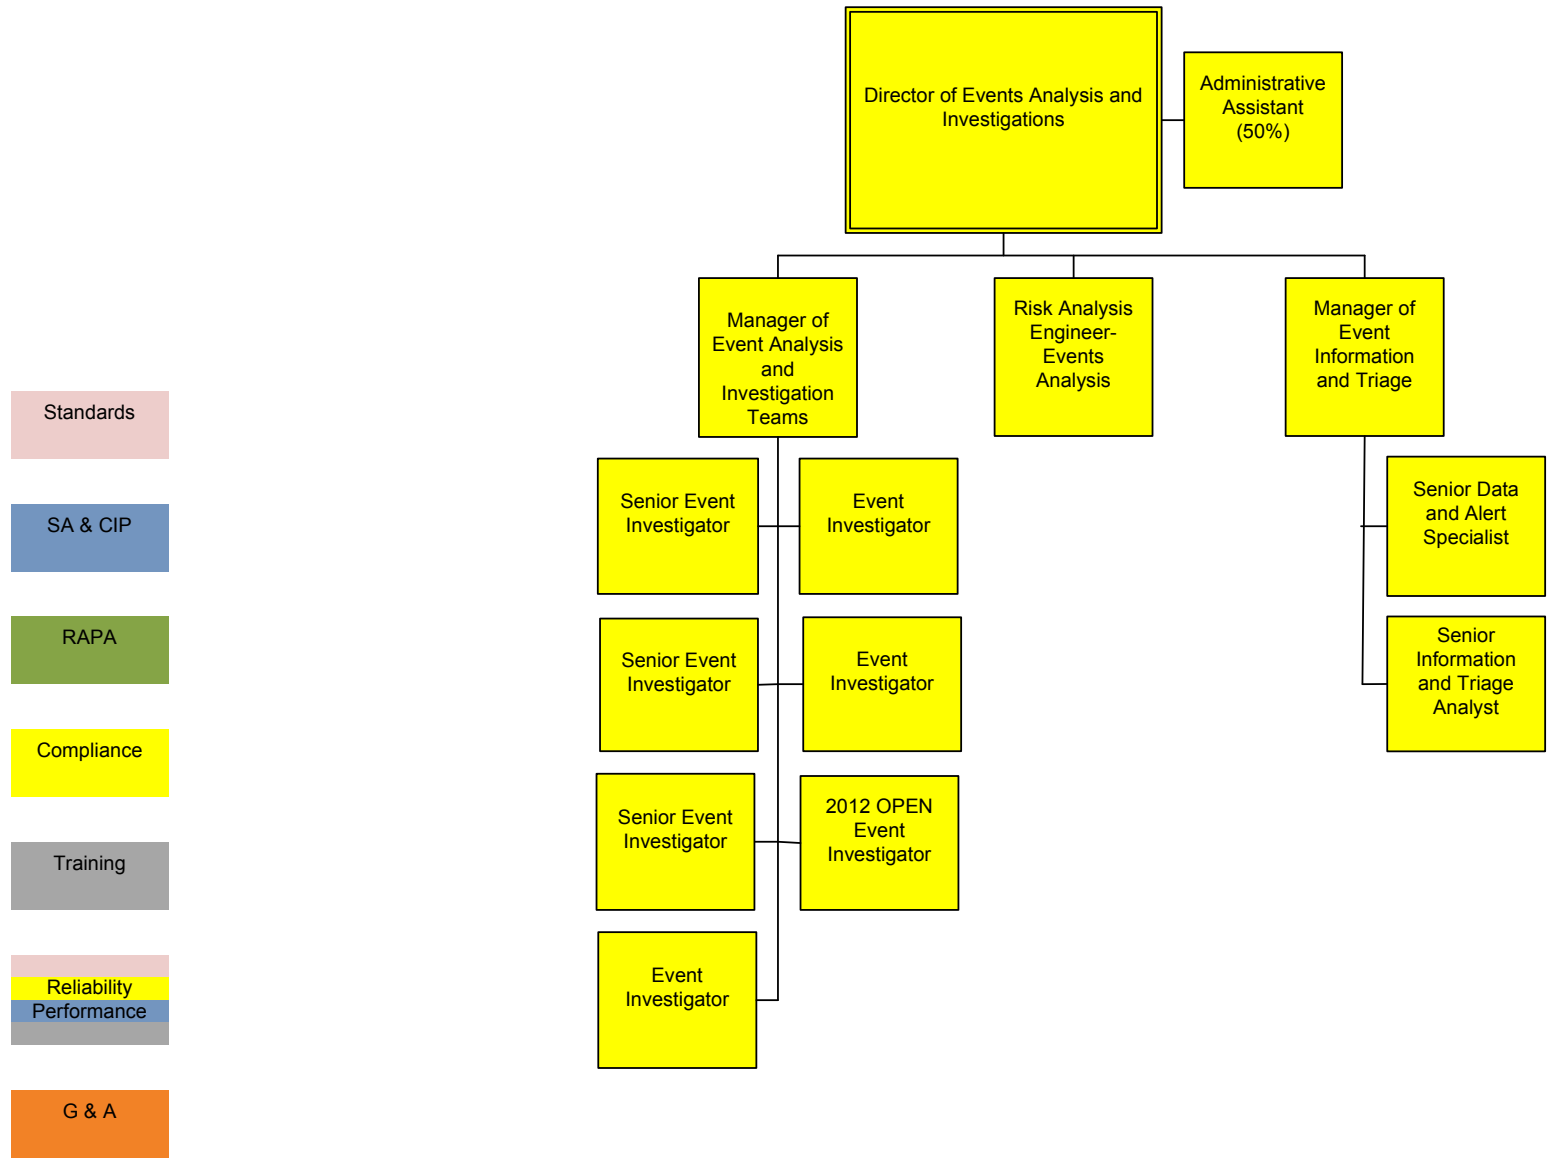 Director of Events Analysis and
Investigations
Administrative
Assistant
(50%)
Manager of
Event Analysis
and
Investigation
Teams
Risk Analysis
Engineer-
Events
Analysis
Manager of
Event
Information
and Triage
Senior Event
Investigator
Event
Investigator
Senior Data
and Alert
Specialist
Senior Event
Investigator
Event
Investigator
Senior
Information
and Triage
Analyst
Senior Event
Investigator
2012 OPEN
Event
Investigator
Event
Investigator
Standards
SA & CIP
RAPA
Compliance
Training
Reliability
Performance
G & A